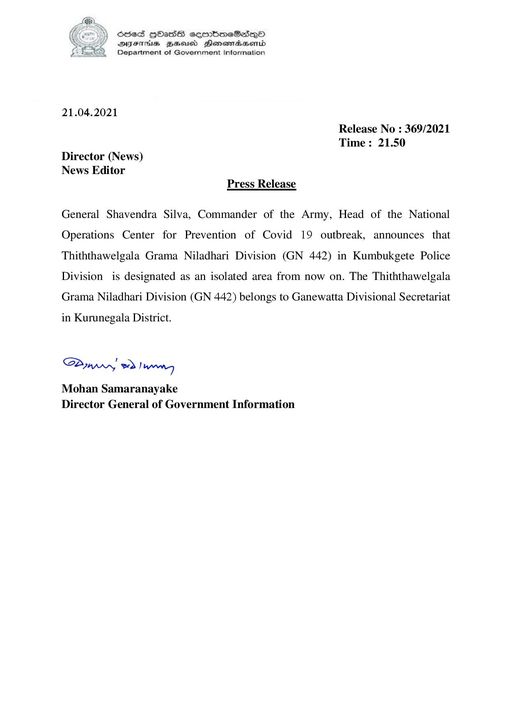 රජයේ ප්‍රවෘත්ති දෙපාර්තමේන්තුව
அரசாங்க தகவல் திணைக்களம்
Department of Government Information
21.04.2021
Release No : 369/2021
Time : 21.50
Director (News)
News Editor
Press Release
General Shavendra Silva, Commander of the Army, Head of the National
Operations Center for Prevention of Covid 19 outbreak, announces that
Thiththawelgala Grama Niladhari Division (GN 442) in Kumbukgete Police
Division is designated as an isolated area from now on. The Thiththawelgala
Grama Niladhari Division (GN 442) belongs to Ganewatta Divisional Secretariat
in Kurunegala District.
Mohan Samaranayake
Director General of Government Information